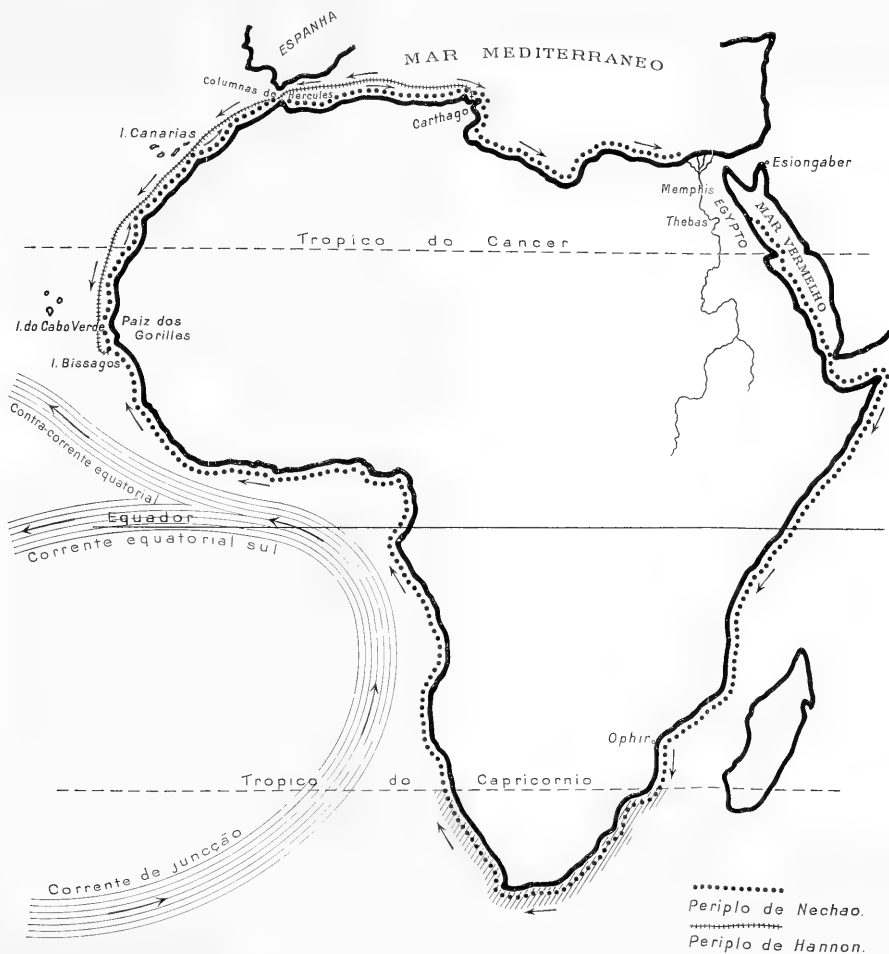 ESPANHA
MAR MEDITERRANEO
Columnas de Hercules
Carthago
I. Canarias
Esiongaber
Memphis
EGYPTO
Thebas
MAR VERMELHO
Tropico do Cancer
I. do Cabo Verde
Paiz dos
Gorilles
I. Bissagos
Contra-corrente equatorial
Equador
Corrente equatorial sul
Ophir
Tropico do Capricornio
Corrente de juncção
Periplo de Nechao.
Periplo de Hannon.